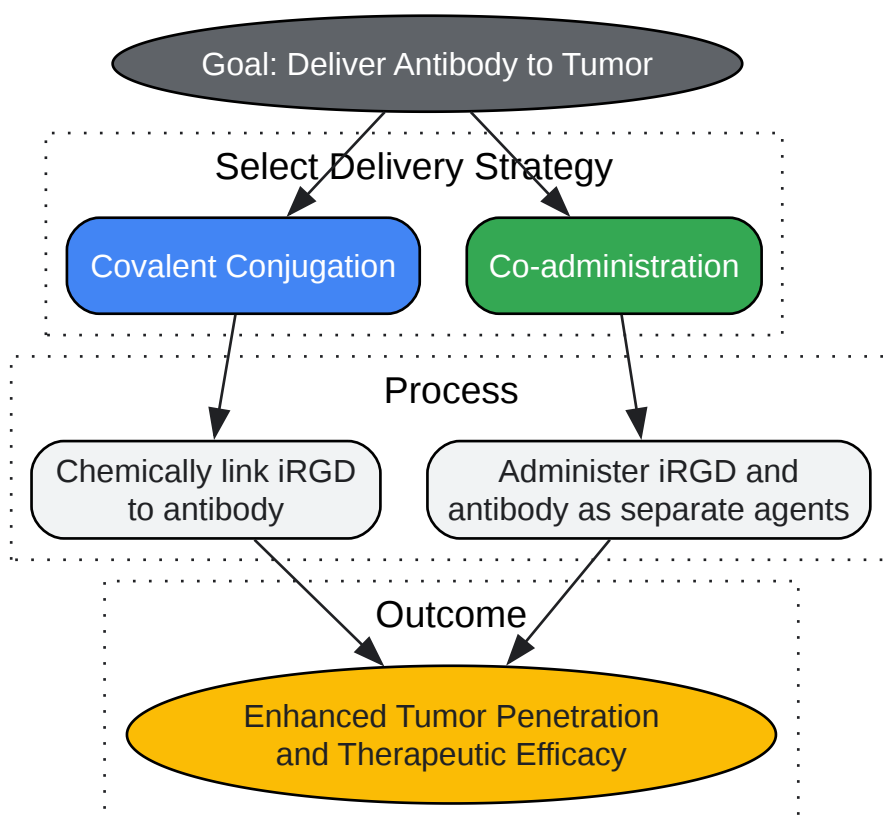 Goal: Deliver Antibody to Tumor
Select Delivery Strategy
Covalent Conjugation
Co-administration
Process
Chemically link iRGD
to antibody
Administer iRGD and
antibody as separate agents
Outcome
Enhanced Tumor Penetration
and Therapeutic Efficacy